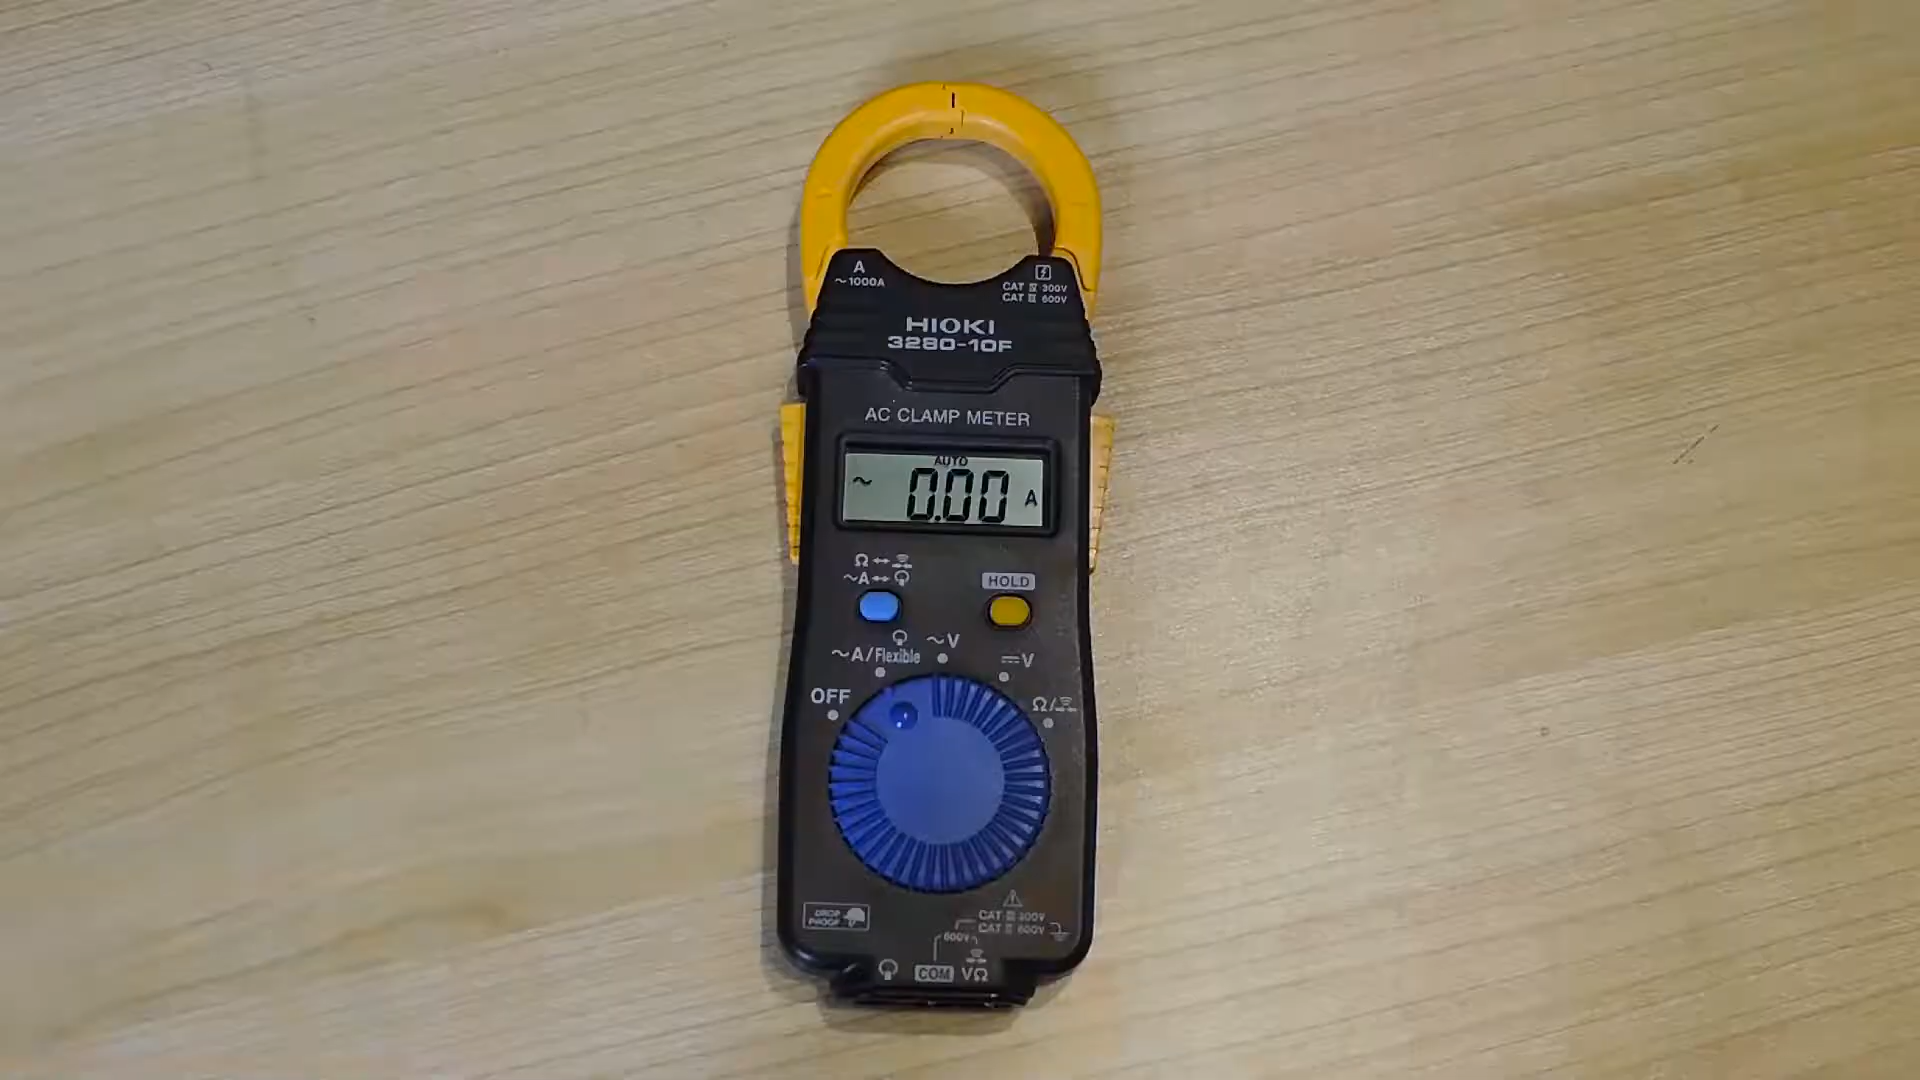 A
~1000A
CAT Ⅳ 300V
CAT Ⅲ 600V
HIOKI
3280-10F
AC CLAMP METER
AUTO
~ 0.00 A
Ω↔
~A↔
HOLD
~A/Flexible
~V
⎓V
OFF
Ω/
DROP
PROOF
CAT Ⅲ 300V
CAT Ⅱ 600V
600V
COM
VΩ